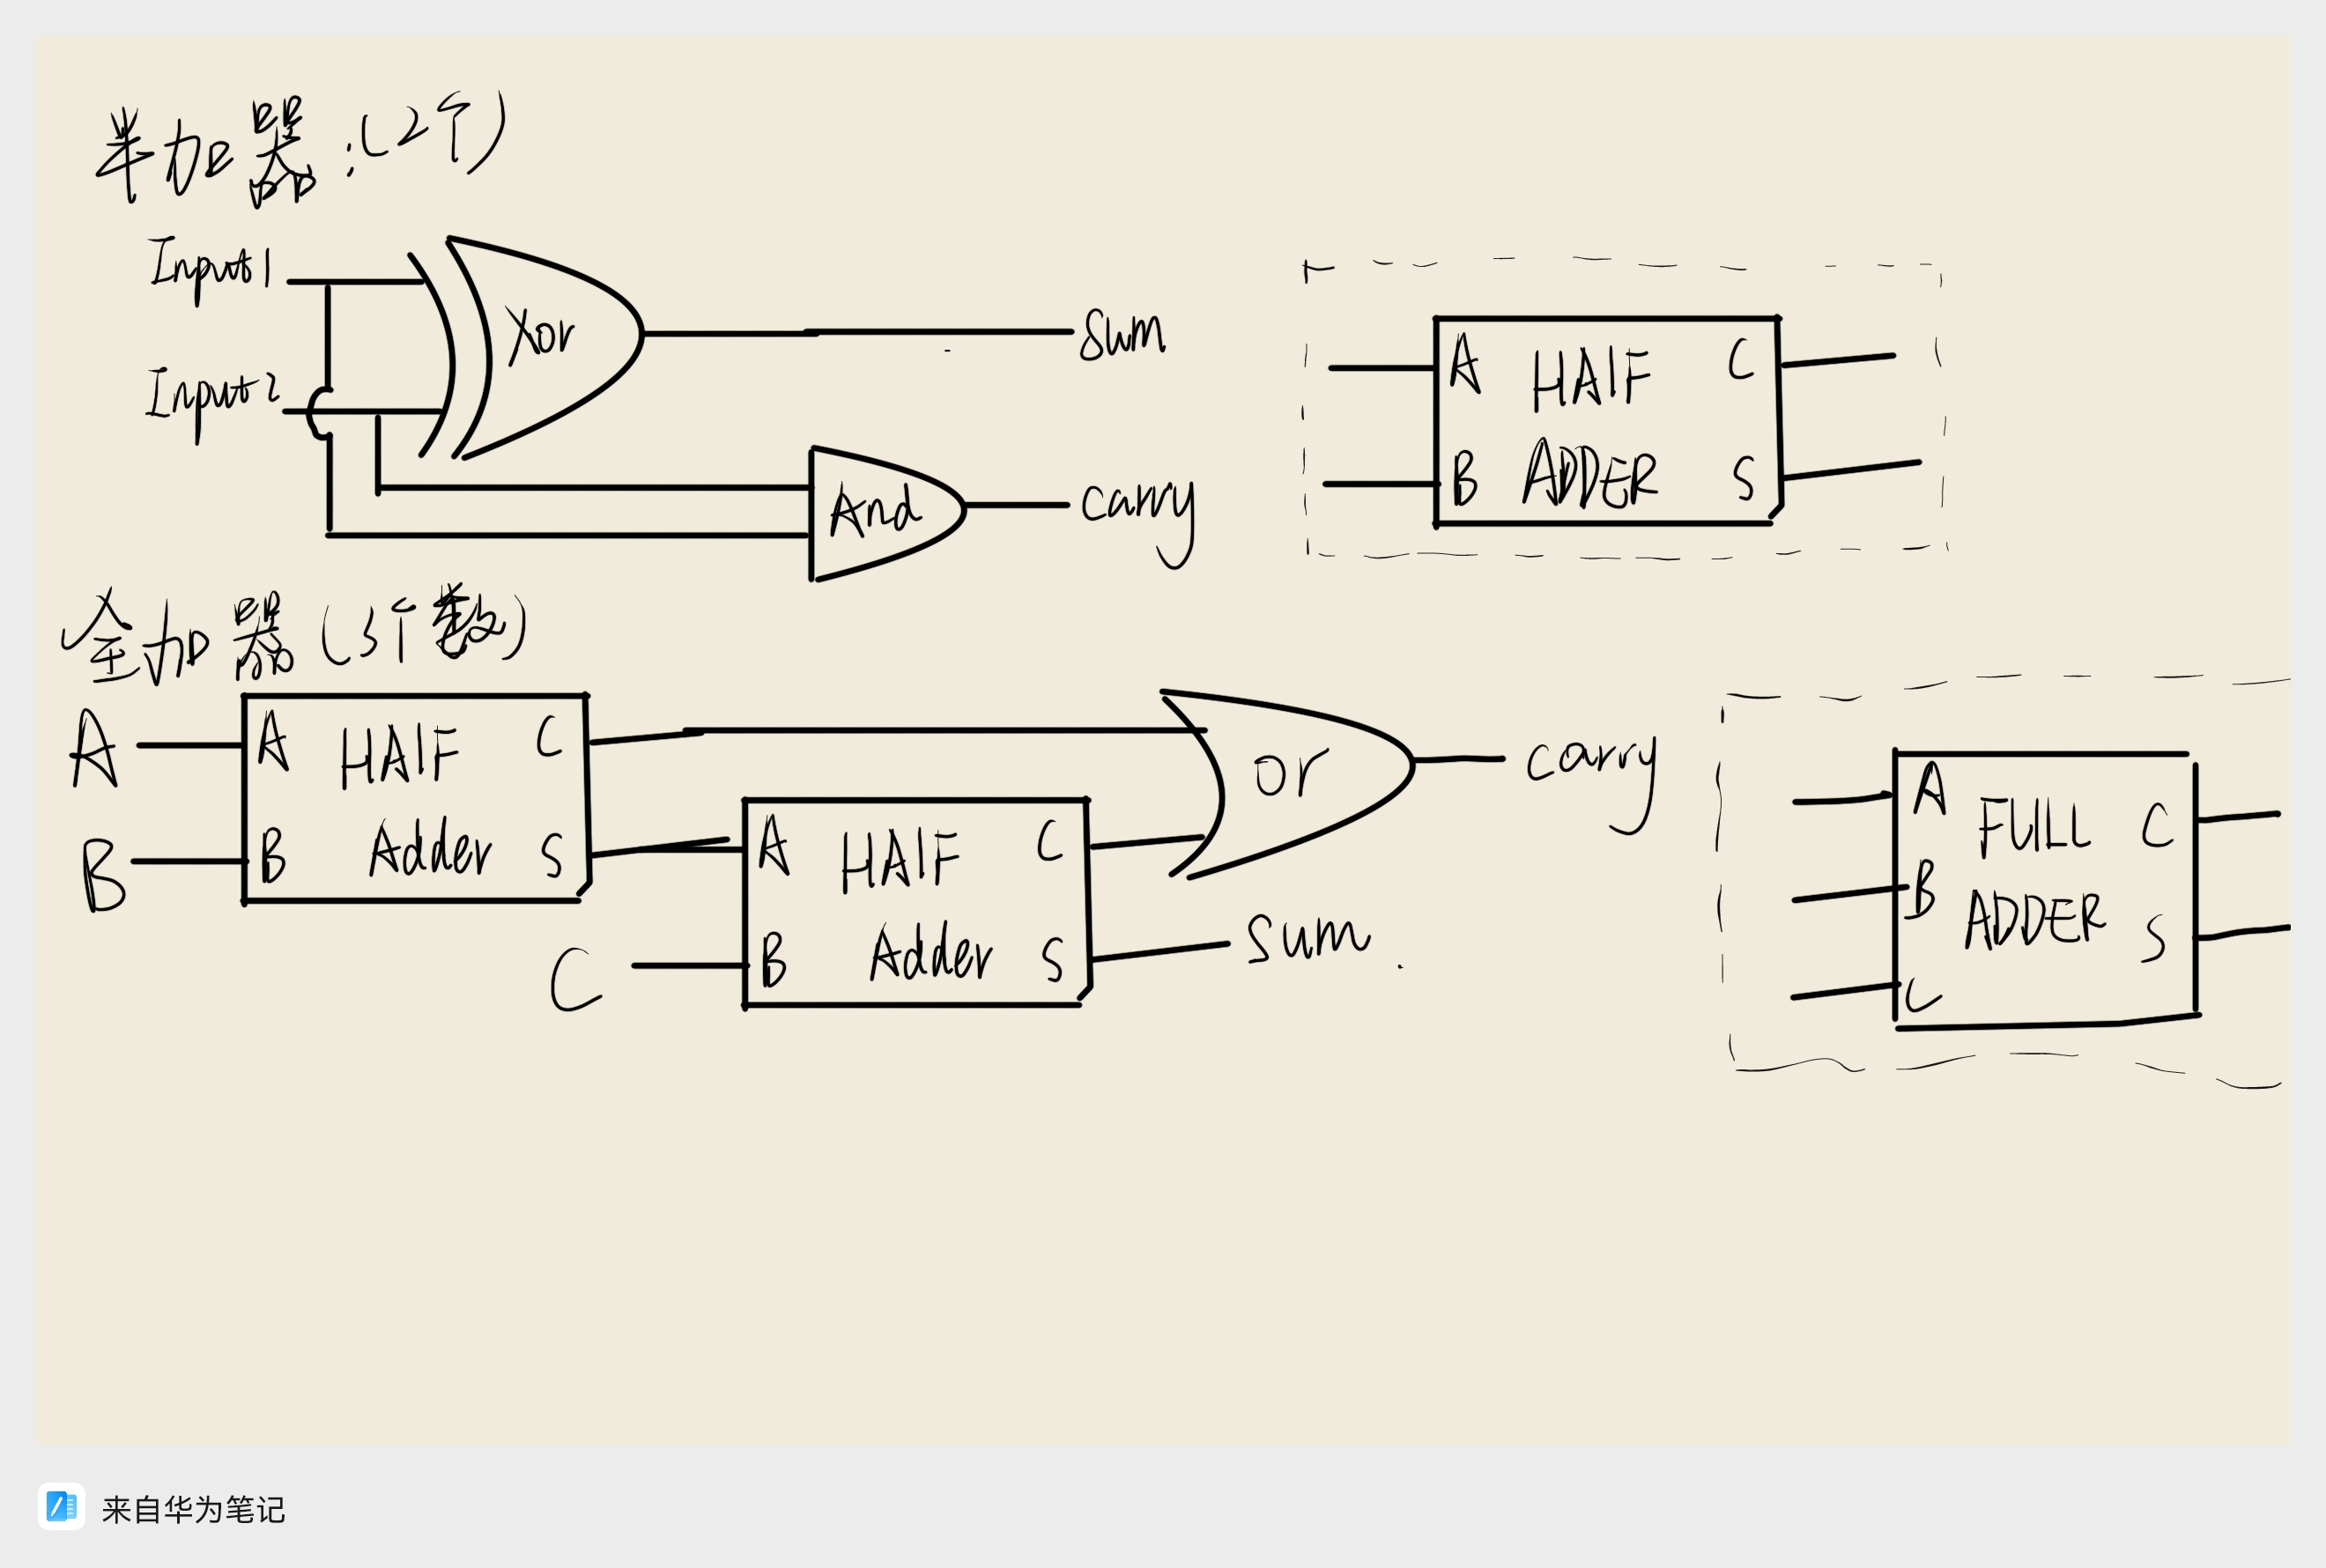 半加器:(2个)
Input1
Xor
Sum
Input2
And
carry
A HAlF C
B ADDER S
全加器(3个数)
A
B
A HAlF C
B Adder S
C
A HAlF C
B Adder S
or
carry
sum.
A FUlL C
B ADDER S
C
来自华为笔记